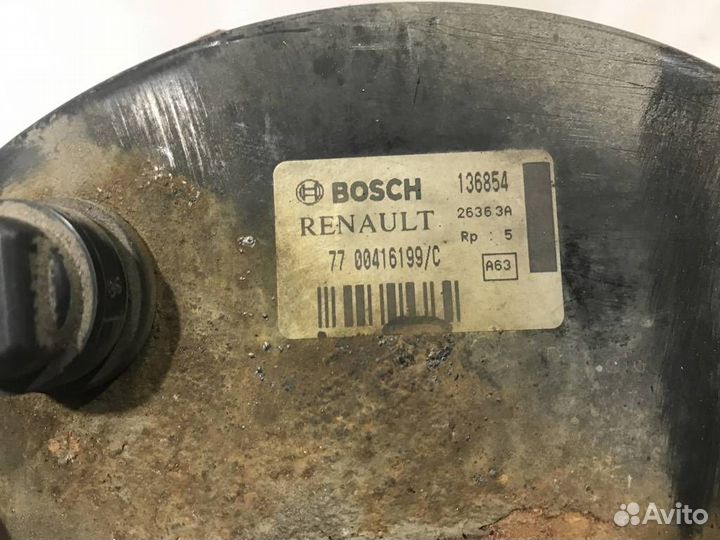 BOSCH 136854
RENAULT 26363A
Rp : 5
77 00416199/C
A63
Avito